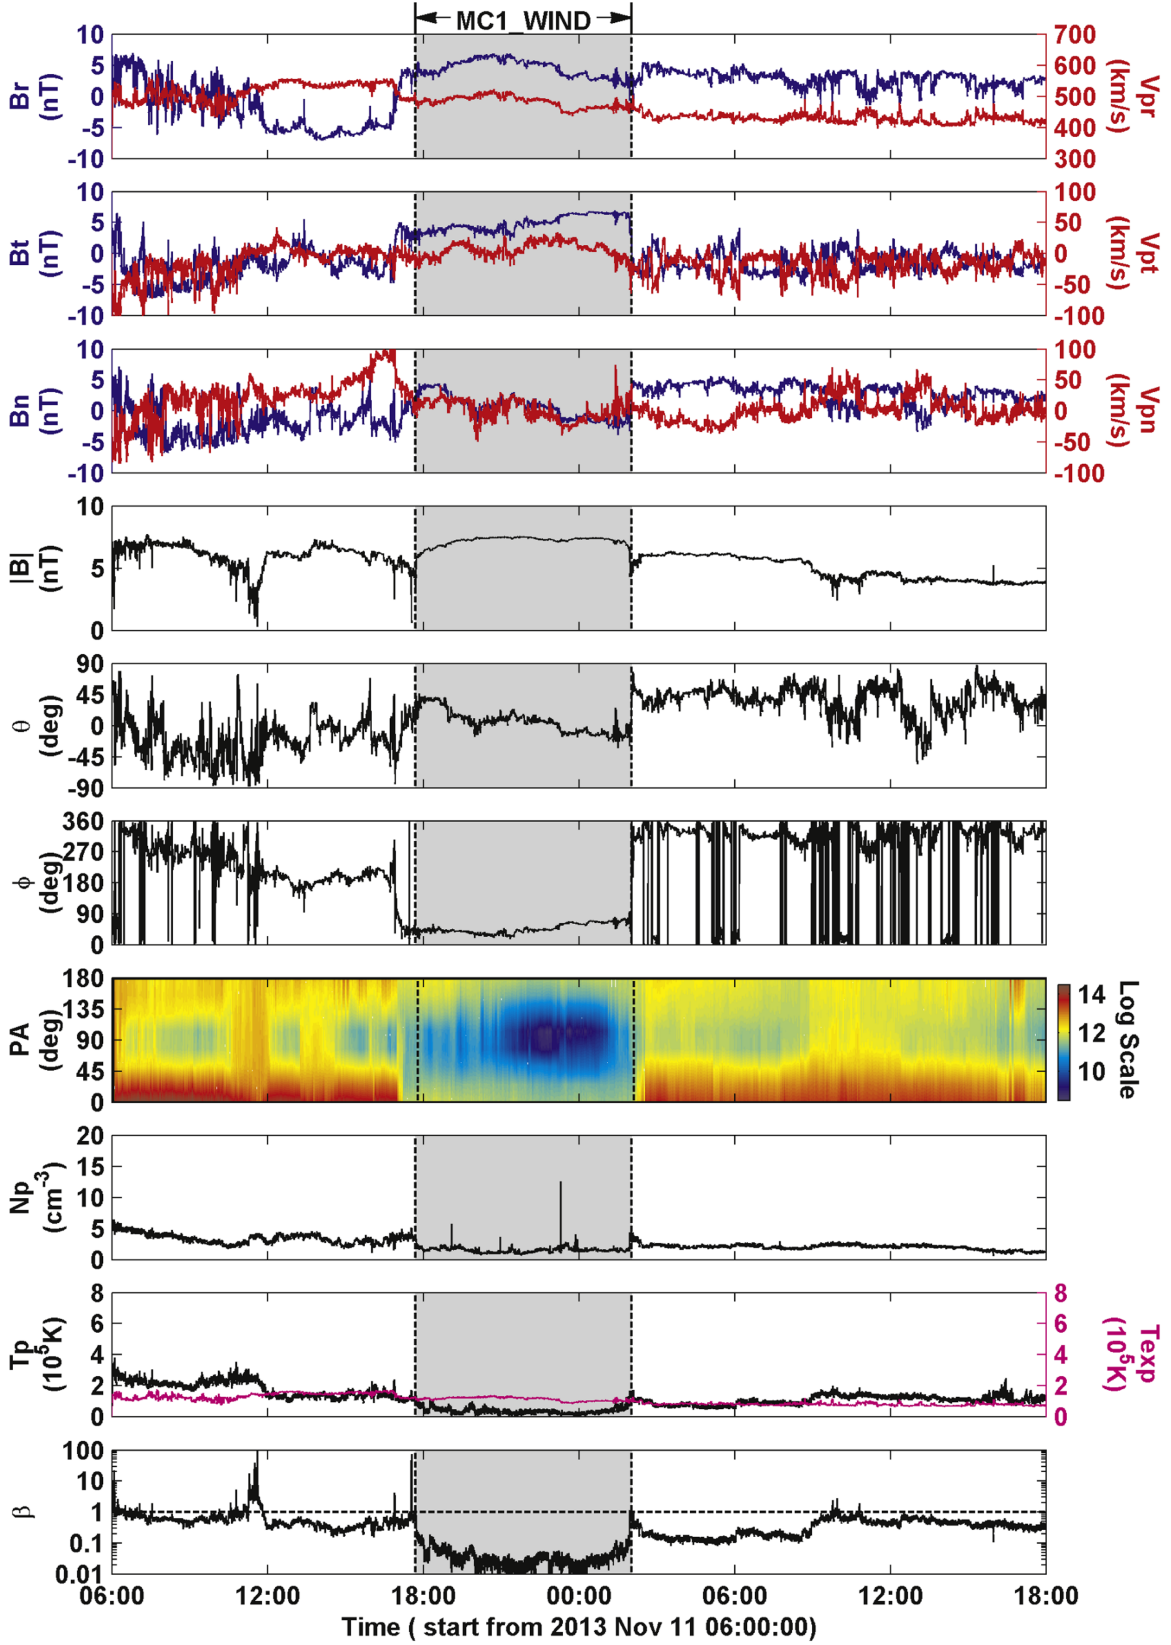 MC1_WIND
Br
(nT)
10
5
0
-5
-10
700
600
500
400
300
Vpr
(km/s)
Bt
(nT)
10
5
0
-5
-10
100
50
0
-50
-100
Vpt
(km/s)
Bn
(nT)
10
5
0
-5
-10
100
50
0
-50
-100
Vpn
(km/s)
|B|
(nT)
10
5
0
θ
(deg)
90
45
0
-45
-90
ϕ
(deg)
360
270
180
90
0
PA
(deg)
180
135
90
45
0
14
12
10
Log Scale
Np
(cm-3)
20
15
10
5
0
Tp
(10^5K)
8
6
4
2
0
8
6
4
2
0
Texp
(10^5K)
β
100
10
1
0.1
0.01
06:00 12:00 18:00 00:00 06:00 12:00 18:00
Time ( start from 2013 Nov 11 06:00:00)